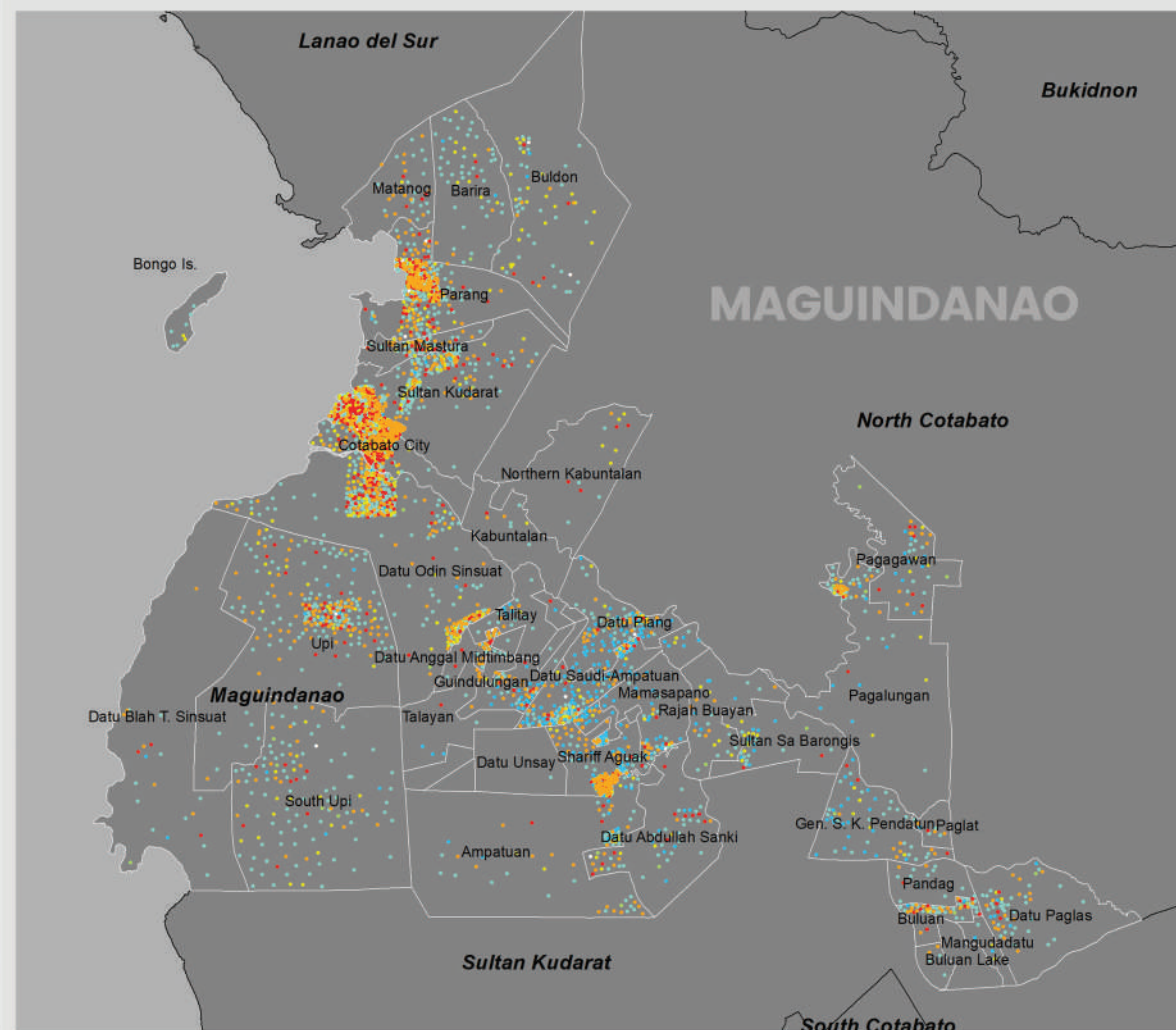 Lanao del Sur
Bukidnon
Matanog
Barira
Buldon
Bongo Is.
Parang
MAGUINDANAO
Sultan Mastura
Sultan Kudarat
North Cotabato
Cotabato City
Northern Kabuntalan
Kabuntalan
Pagagawan
Datu Odin Sinsuat
Talitay
Datu Piang
Upi
Datu Anggal Midtimbang
Guindulungan
Datu Saudi-Ampatuan
Mamasapano
Maguindanao
Pagalungan
Datu Blah T. Sinsuat
Talayan
Rajah Buayan
Sultan Sa Barongis
Datu Unsay
Shariff Aguak
South Upi
Gen. S. K. Pendatun
Paglat
Datu Abdullah Sanki
Ampatuan
Pandag
Buluan
Datu Paglas
Mangudadatu
Buluan Lake
Sultan Kudarat
South Cotabato